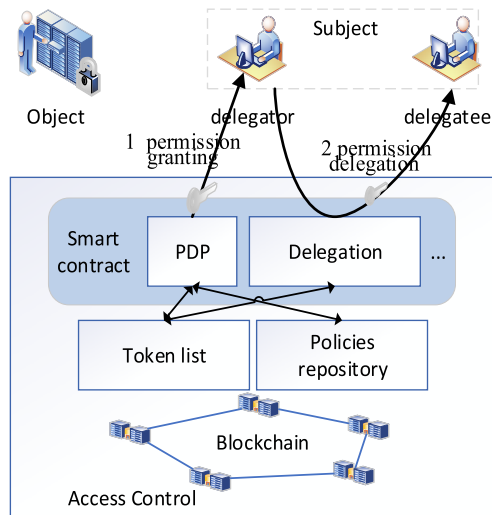 Subject
Object
delegator
delegatee
1 permission
granting
2 permission
delegation
Smart
contract
PDP
Delegation
...
Token list
Policies
repository
Blockchain
Access Control